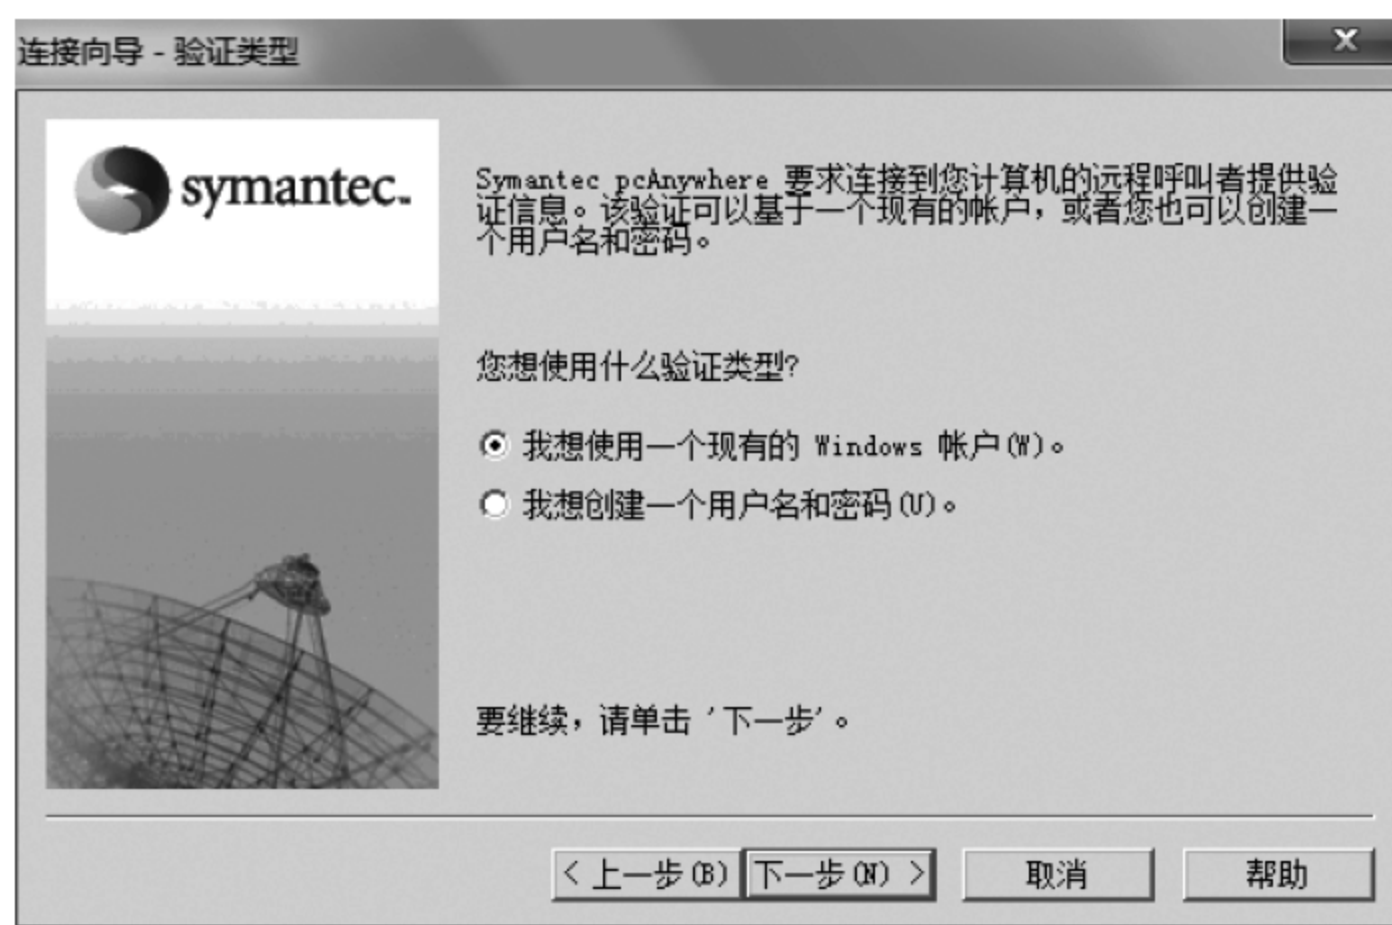 连接向导 - 验证类型
symantec.
Symantec pcAnywhere 要求连接到您计算机的远程呼叫者提供验
证信息。该验证可以基于一个现有的帐户，或者您也可以创建一
个用户名和密码。
您想使用什么验证类型?
我想使用一个现有的 Windows 帐户(W)。
我想创建一个用户名和密码(U)。
要继续，请单击 '下一步'。
< 上一步(B) 下一步(N) > 取消 帮助